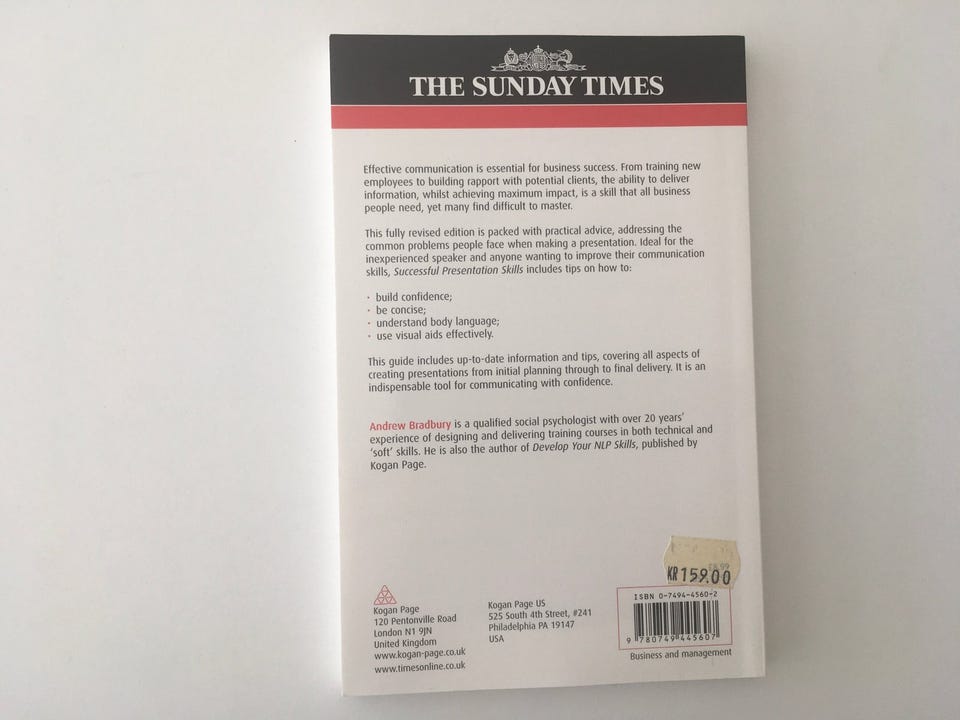 THE SUNDAY TIMES
Effective communication is essential for business success. From training new
employees to building rapport with potential clients, the ability to deliver
information, whilst achieving maximum impact, is a skill that all business
people need, yet many find difficult to master.
This fully revised edition is packed with practical advice, addressing the
common problems people face when making a presentation. Ideal for the
inexperienced speaker and anyone wanting to improve their communication
skills, Successful Presentation Skills includes tips on how to:
· build confidence;
· be concise;
· understand body language;
· use visual aids effectively.
This guide includes up-to-date information and tips, covering all aspects of
creating presentations from initial planning through to final delivery. It is an
indispensable tool for communicating with confidence.
Andrew Bradbury is a qualified social psychologist with over 20 years'
experience of designing and delivering training courses in both technical and
'soft' skills. He is also the author of Develop Your NLP Skills, published by
Kogan Page.
Kogan Page
120 Pentonville Road
London N1 9JN
United Kingdom
www.kogan-page.co.uk
www.timesonline.co.uk
Kogan Page US
525 South 4th Street, #241
Philadelphia PA 19147
USA
£8.99
KR 159.00
ISBN 0-7494-4560-2
9 780749 445607
Business and management